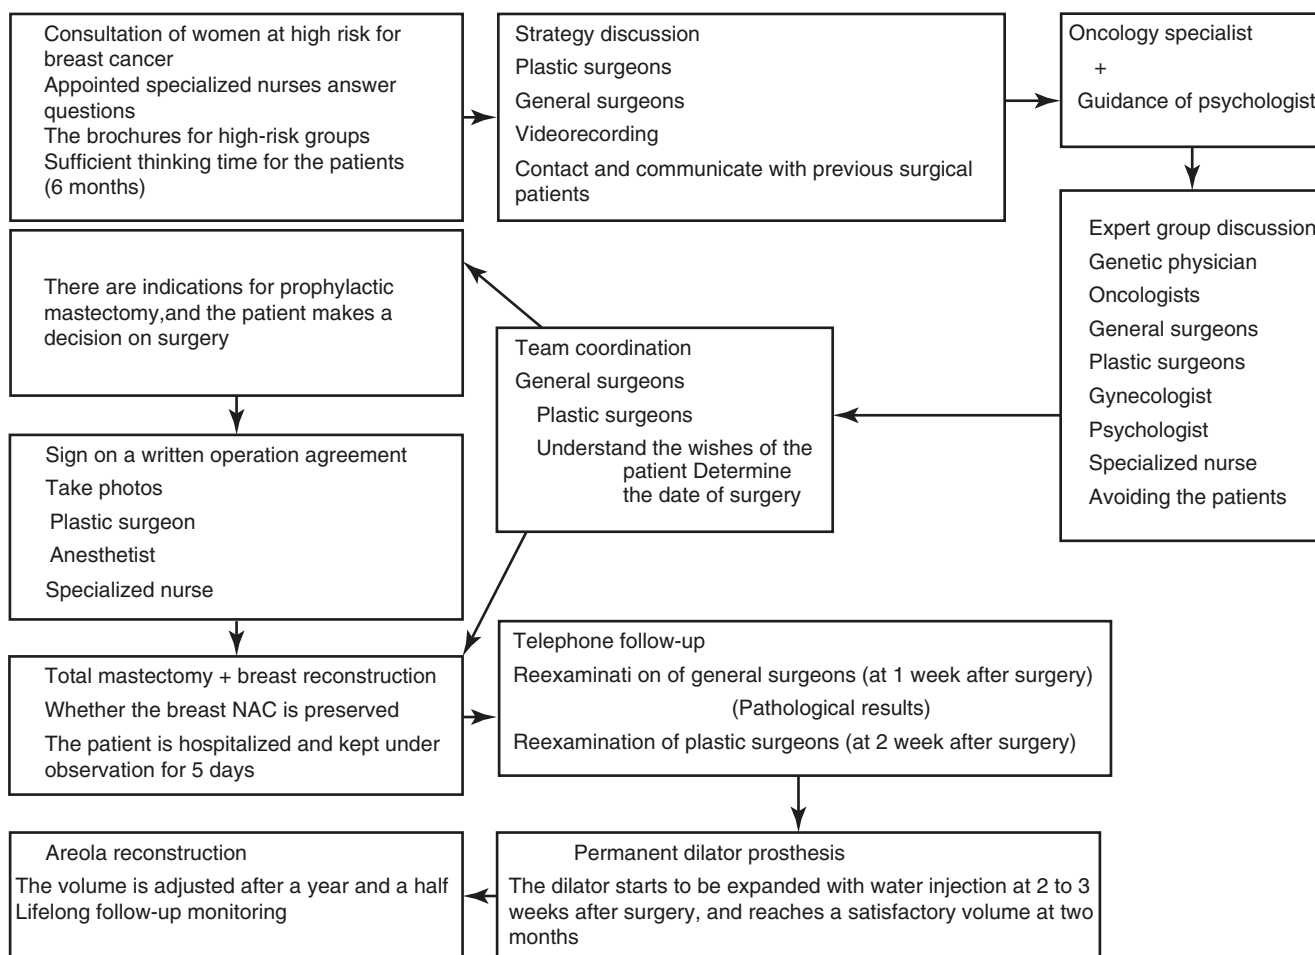 Consultation of women at high risk for
breast cancer
Appointed specialized nurses answer
questions
The brochures for high-risk groups
Sufficient thinking time for the patients
(6 months)
Strategy discussion
Plastic surgeons
General surgeons
Videorecording
Contact and communicate with previous surgical
patients
Oncology specialist
+
Guidance of psychologist
Expert group discussion
Genetic physician
Oncologists
General surgeons
Plastic surgeons
Gynecologist
Psychologist
Specialized nurse
Avoiding the patients
Team coordination
General surgeons
Plastic surgeons
Understand the wishes of the
patient Determine
the date of surgery
There are indications for prophylactic
mastectomy,and the patient makes a
decision on surgery
Sign on a written operation agreement
Take photos
Plastic surgeon
Anesthetist
Specialized nurse
Total mastectomy + breast reconstruction
Whether the breast NAC is preserved
The patient is hospitalized and kept under
observation for 5 days
Telephone follow-up
Reexaminati on of general surgeons (at 1 week after surgery)
(Pathological results)
Reexamination of plastic surgeons (at 2 week after surgery)
Permanent dilator prosthesis
The dilator starts to be expanded with water injection at 2 to 3
weeks after surgery, and reaches a satisfactory volume at two
months
Areola reconstruction
The volume is adjusted after a year and a half
Lifelong follow-up monitoring